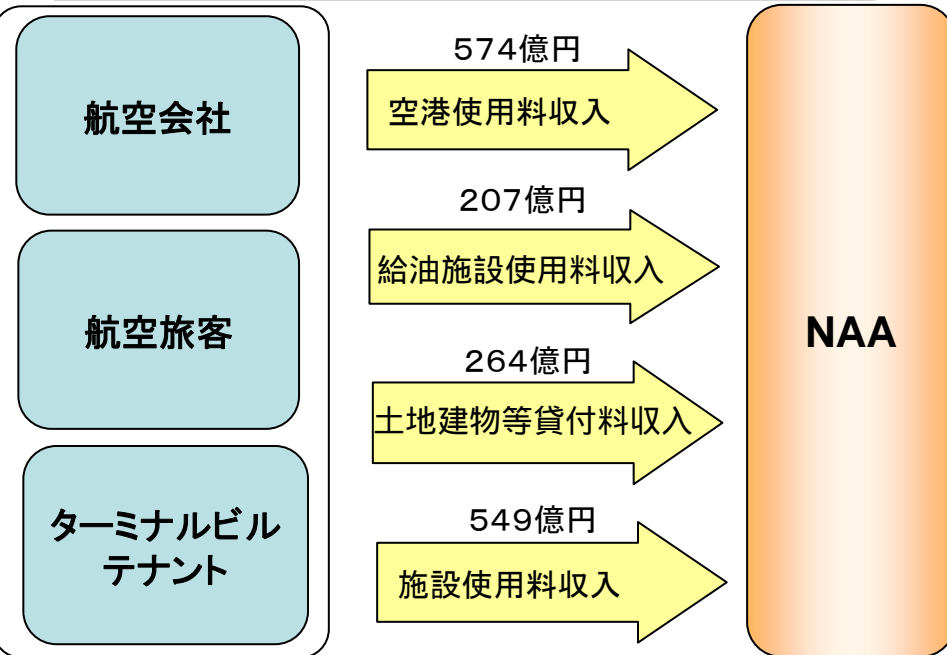 航空会社
航空旅客
ターミナルビル
テナント
574億円
空港使用料収入
207億円
給油施設使用料収入
264億円
土地建物等貸付料収入
549億円
施設使用料収入
NAA